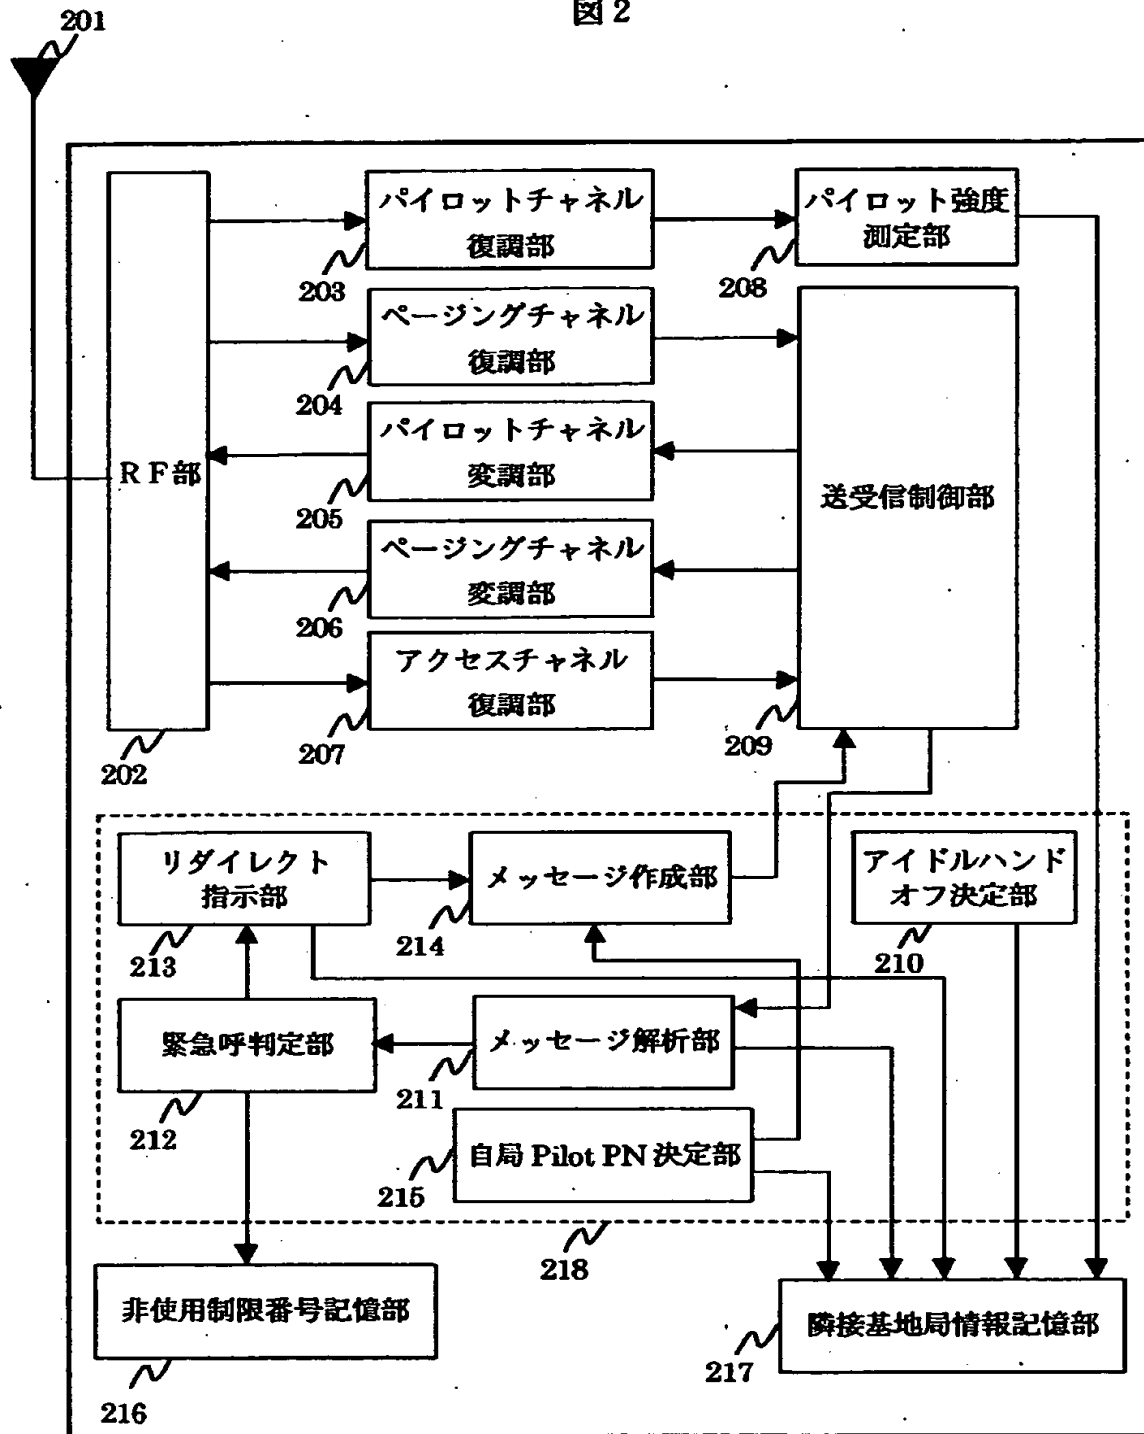 図2
201
パイロットチャネル
復調部
203
パイロット強度
測定部
208
ページングチャネル
復調部
204
パイロットチャネル
変調部
205
RF部
202
送受信制御部
209
ページングチャネル
変調部
206
アクセスチャネル
復調部
207
リダイレクト
指示部
213
メッセージ作成部
214
アイドルハンド
オフ決定部
210
緊急呼判定部
212
メッセージ解析部
211
自局 Pilot PN 決定部
215
218
非使用制限番号記憶部
216
隣接基地局情報記憶部
217